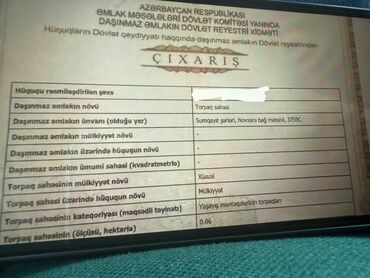 AZƏRBAYCAN RESPUBLİKASI
ƏMLAK MƏSƏLƏLƏRİ DÖVLƏT KOMİTƏSİ YANINDA
DAŞINMAZ ƏMLAKIN DÖVLƏT REYESTRİ XİDMƏTİ
Hüquqların Dövlət qeydiyyatı haqqında daşınmaz əmlakın Dövlət reyestrindən
ÇIXARIŞ
Hüququ rəsmiləşdirilən şəxs
Daşınmaz əmlakın növü Torpaq sahəsi
Daşınmaz əmlakın ünvanı (olduğu yer) Sumqayıt şəhəri, Novxanı bağ massivi, 3759C
Daşınmaz əmlakın mülkiyyət növü -
Daşınmaz əmlakın üzərində hüququn növü -
Daşınmaz əmlakın ümumi sahəsi (kvadratmetrlə) -
Torpaq sahəsinin mülkiyyət növü Xüsusi
Torpaq sahəsi üzərində hüququn növü Mülkiyyət
Torpaq sahəsinin kateqoriyası (məqsədli təyinatı) Yaşayış məntəqələrinin torpaqları
Torpaq sahəsinin (ölçüsü, hektarla) 0.06